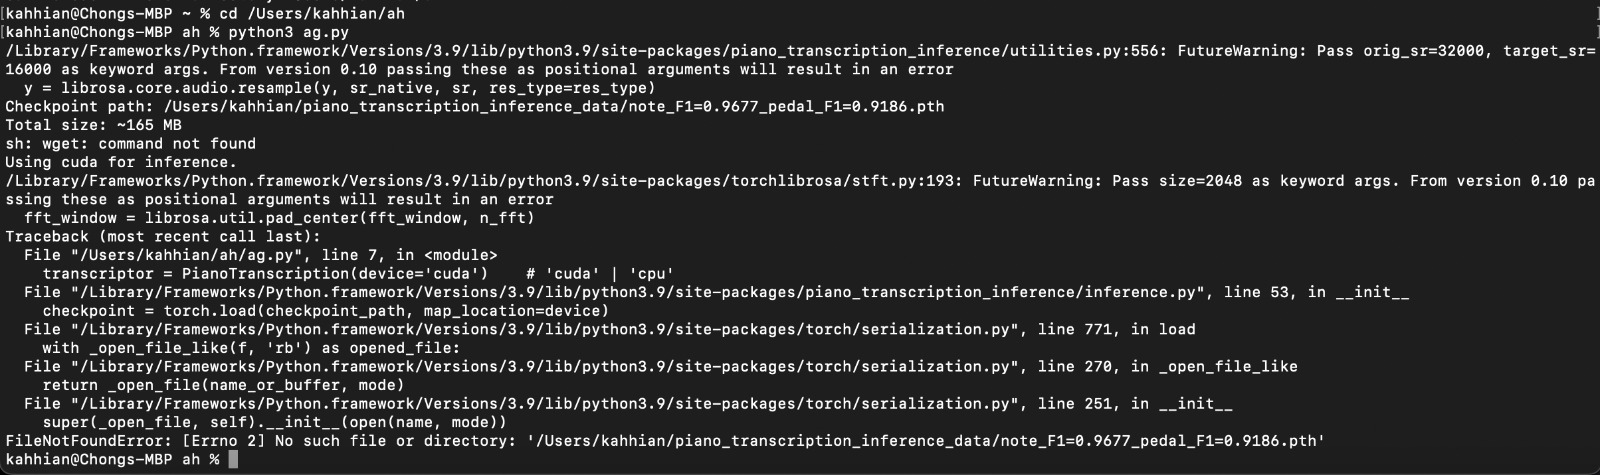 [kahhian@Chongs-MBP ~ % cd /Users/kahhian/ah ]
[kahhian@Chongs-MBP ah % python3 ag.py ]
/Library/Frameworks/Python.framework/Versions/3.9/lib/python3.9/site-packages/piano_transcription_inference/utilities.py:556: FutureWarning: Pass orig_sr=32000, target_sr=
16000 as keyword args. From version 0.10 passing these as positional arguments will result in an error
  y = librosa.core.audio.resample(y, sr_native, sr, res_type=res_type)
Checkpoint path: /Users/kahhian/piano_transcription_inference_data/note_F1=0.9677_pedal_F1=0.9186.pth
Total size: ~165 MB
sh: wget: command not found
Using cuda for inference.
/Library/Frameworks/Python.framework/Versions/3.9/lib/python3.9/site-packages/torchlibrosa/stft.py:193: FutureWarning: Pass size=2048 as keyword args. From version 0.10 pa
ssing these as positional arguments will result in an error
  fft_window = librosa.util.pad_center(fft_window, n_fft)
Traceback (most recent call last):
  File "/Users/kahhian/ah/ag.py", line 7, in <module>
    transcriptor = PianoTranscription(device='cuda')    # 'cuda' | 'cpu'
  File "/Library/Frameworks/Python.framework/Versions/3.9/lib/python3.9/site-packages/piano_transcription_inference/inference.py", line 53, in __init__
    checkpoint = torch.load(checkpoint_path, map_location=device)
  File "/Library/Frameworks/Python.framework/Versions/3.9/lib/python3.9/site-packages/torch/serialization.py", line 771, in load
    with _open_file_like(f, 'rb') as opened_file:
  File "/Library/Frameworks/Python.framework/Versions/3.9/lib/python3.9/site-packages/torch/serialization.py", line 270, in _open_file_like
    return _open_file(name_or_buffer, mode)
  File "/Library/Frameworks/Python.framework/Versions/3.9/lib/python3.9/site-packages/torch/serialization.py", line 251, in __init__
    super(_open_file, self).__init__(open(name, mode))
FileNotFoundError: [Errno 2] No such file or directory: '/Users/kahhian/piano_transcription_inference_data/note_F1=0.9677_pedal_F1=0.9186.pth'
kahhian@Chongs-MBP ah %